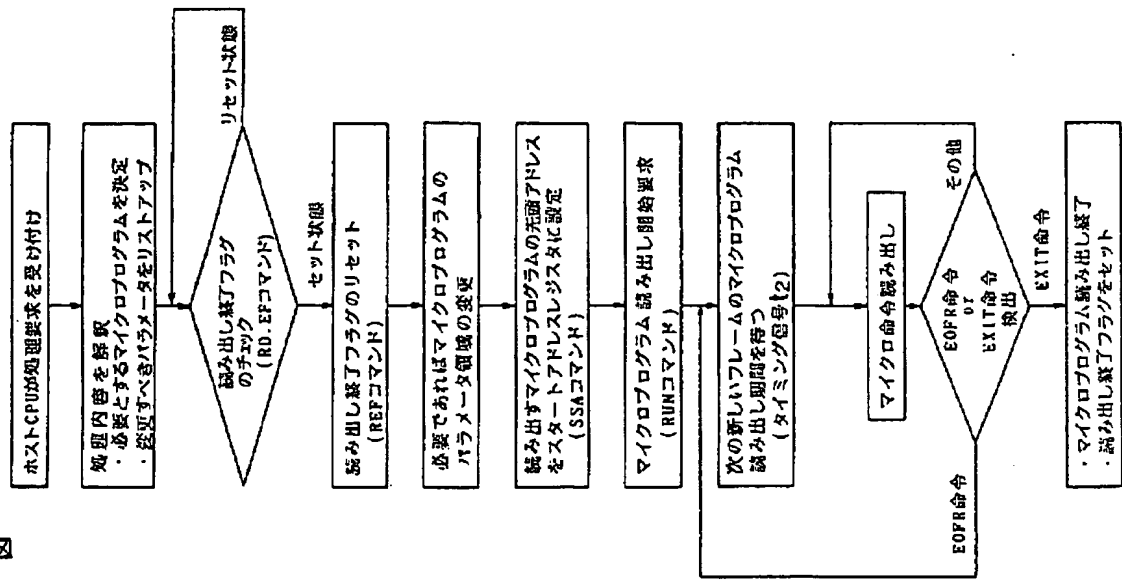 図
ホストCPUが処理要求を受け付け
処理内容を解釈
・必要とするマイクロプログラムを決定
・変更すべきパラメータをリストアップ
読み出し終了フラグ
のチェック
(RD.EFコマンド)
リセット状態
セット状態
読み出し終了フラグのリセット
(REFコマンド)
必要であればマイクロプログラムの
パラメータ領域の変更
読み出すマイクロプログラムの先頭アドレス
をスタートアドレスレジスタに設定
(SSAコマンド)
マイクロプログラム読み出し開始要求
(RUNコマンド)
次の新しいフレームのマイクロプログラム
読み出し期間を待つ
(タイミング信号t2)
マイクロ命令読み出し
EOFR命令
or
EXIT命令
検出
その他
EOFR命令
EXIT命令
・マイクロプログラム読み出し終了
・読み出し終了フラグをセット